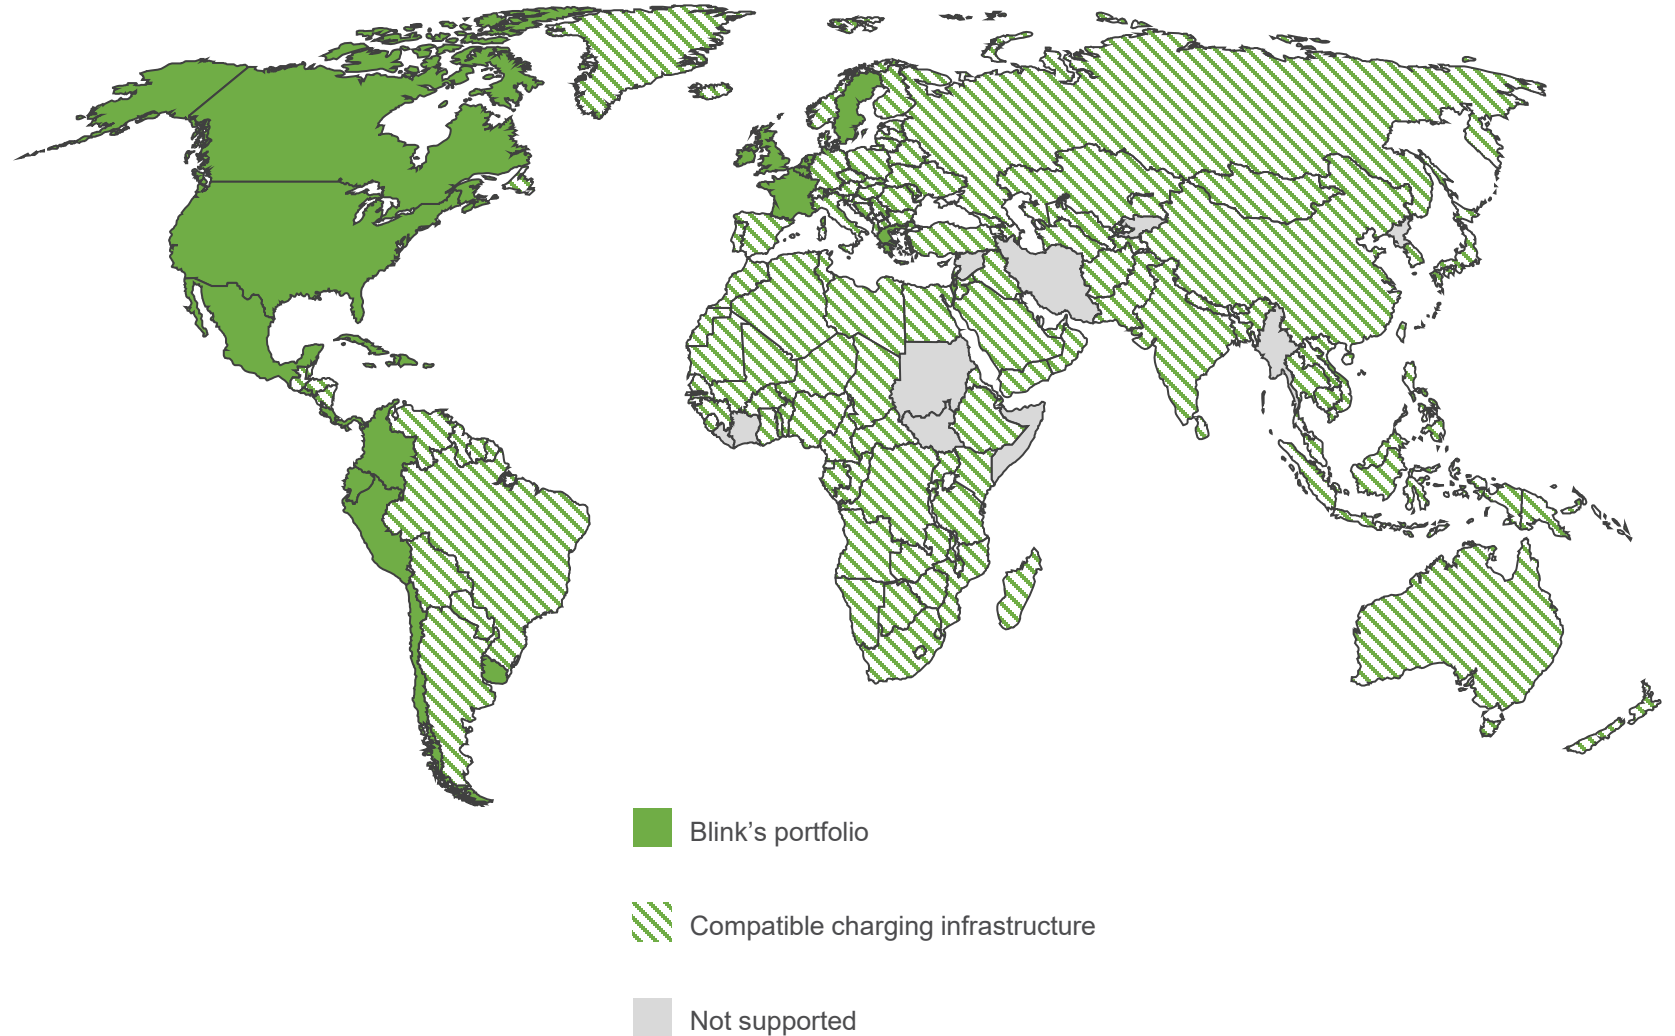 Blink’s portfolio
Compatible charging infrastructure
Not supported